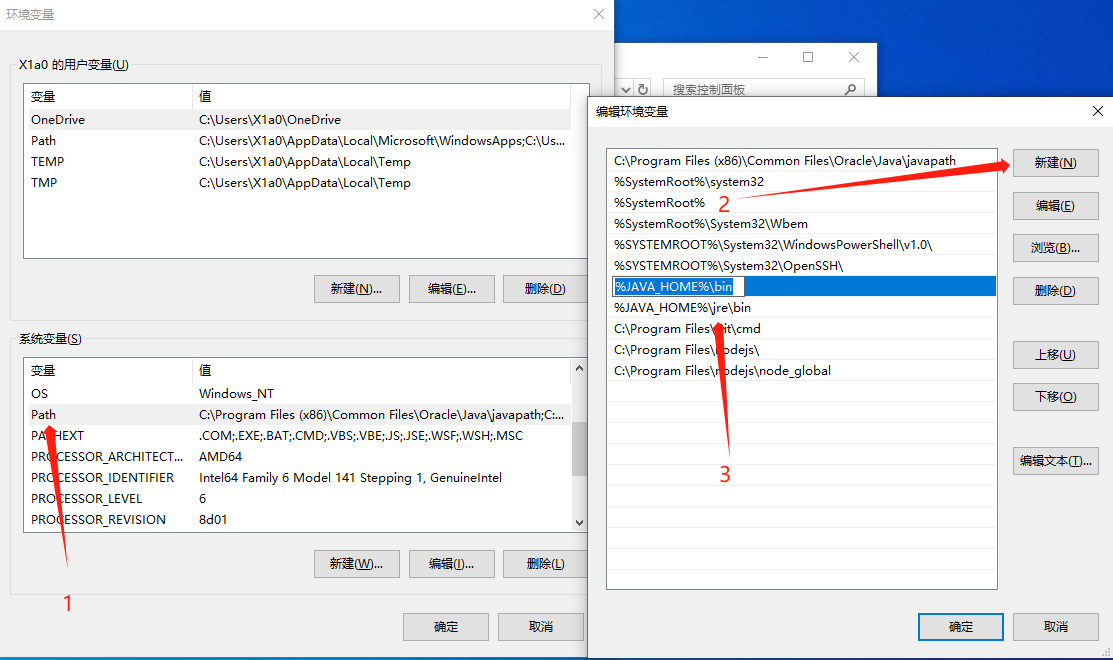 环境变量
X1a0 的用户变量(U)
变量 值
OneDrive C:\Users\X1a0\OneDrive
Path C:\Users\X1a0\AppData\Local\Microsoft\WindowsApps;C:\Us...
TEMP C:\Users\X1a0\AppData\Local\Temp
TMP C:\Users\X1a0\AppData\Local\Temp
新建(N)... 编辑(E)... 删除(D)
系统变量(S)
变量 值
OS Windows_NT
Path C:\Program Files (x86)\Common Files\Oracle\Java\javapath;C:...
PATHEXT .COM;.EXE;.BAT;.CMD;.VBS;.VBE;.JS;.JSE;.WSF;.WSH;.MSC
PROCESSOR_ARCHITECT... AMD64
PROCESSOR_IDENTIFIER Intel64 Family 6 Model 141 Stepping 1, GenuineIntel
PROCESSOR_LEVEL 6
PROCESSOR_REVISION 8d01
新建(W)... 编辑(I)... 删除(L)
1
确定 取消
搜索控制面板
编辑环境变量
C:\Program Files (x86)\Common Files\Oracle\Java\javapath
%SystemRoot%\system32
%SystemRoot%
%SystemRoot%\System32\Wbem
%SYSTEMROOT%\System32\WindowsPowerShell\v1.0\
%SYSTEMROOT%\System32\OpenSSH\
%JAVA_HOME%\bin
%JAVA_HOME%\jre\bin
C:\Program Files\Git\cmd
C:\Program Files\nodejs\
C:\Program Files\nodejs\node_global
2
3
新建(N)
编辑(E)
浏览(B)...
删除(D)
上移(U)
下移(O)
编辑文本(T)...
确定 取消